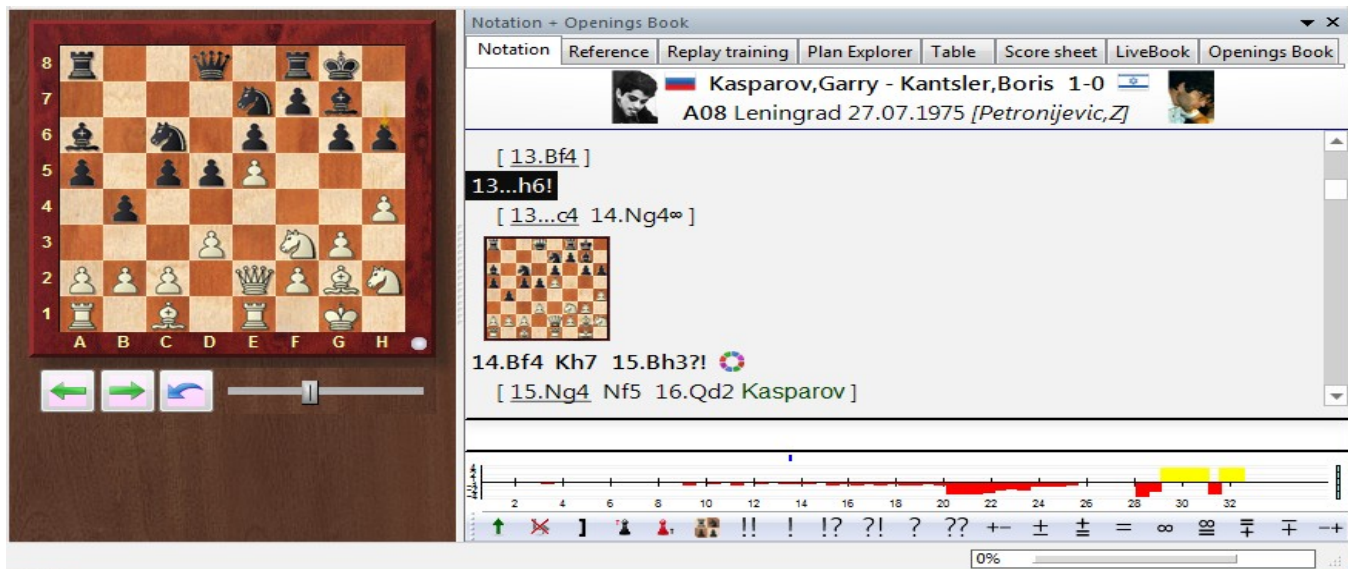 Notation + Openings Book
Notation Reference Replay training Plan Explorer Table Score sheet LiveBook Openings Book
Kasparov,Garry - Kantsler,Boris 1-0
A08 Leningrad 27.07.1975 [Petronijevic,Z]
[ 13.Bf4 ]
13...h6!
[ 13...c4 14.Ng4∞ ]
14.Bf4 Kh7 15.Bh3?!
[ 15.Ng4 Nf5 16.Qd2 Kasparov ]
8
7
6
5
4
3
2
1
A B C D E F G H
2 4 6 8 10 12 14 16 18 20 22 24 26 28 30 32
] !! ! !? ?! ? ?? +− ± ⩲ = ∞ ⩱ ∓ −+
0%